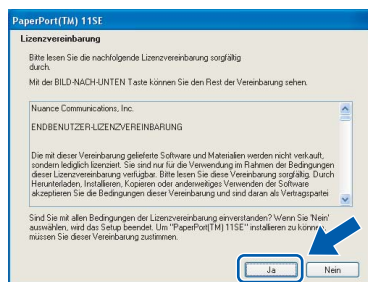 PaperPort(TM) 11SE
Lizenzvereinbarung
Bitte lesen Sie die nachfolgende Lizenzvereinbarung sorgfältig
durch.
Mit der BILD-NACH-UNTEN Taste können Sie den Rest der Vereinbarung sehen.
Nuance Communications, Inc.
ENDBENUTZER-LIZENZVEREINBARUNG
Die mit dieser Vereinbarung gelieferte Software und Materialien werden nicht verkauft,
sondern lediglich lizenziert. Sie sind nur für die Verwendung im Rahmen der Bedingungen
dieser Lizenzvereinbarung verfügbar. Bitte lesen Sie diese Vereinbarung sorgfältig. Durch
Herunterladen, Installieren, Kopieren oder anderweitiges Verwenden der Software
akzeptieren Sie die Bedingungen dieser Vereinbarung und sind daran als Vertragspartei
Sind Sie mit allen Bedingungen der Lizenzvereinbarung einverstanden? Wenn Sie 'Nein'
auswählen, wird das Setup beendet. Um "PaperPort(TM) 11SE" installieren zu können,
müssen Sie dieser Vereinbarung zustimmen.
Ja
Nein